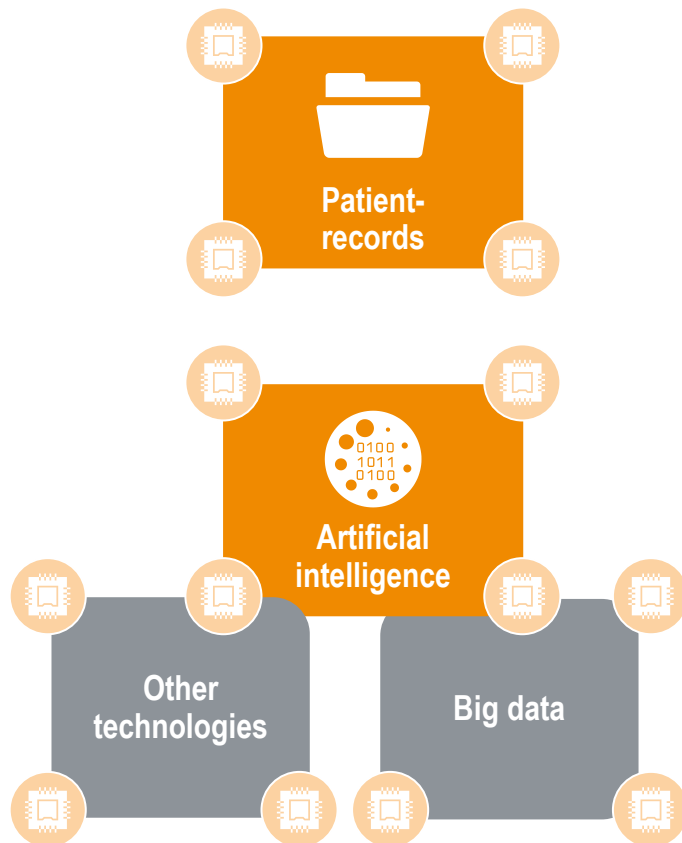 Patient-
records
0100
1011
0100
Artificial
intelligence
Other
technologies
Big data